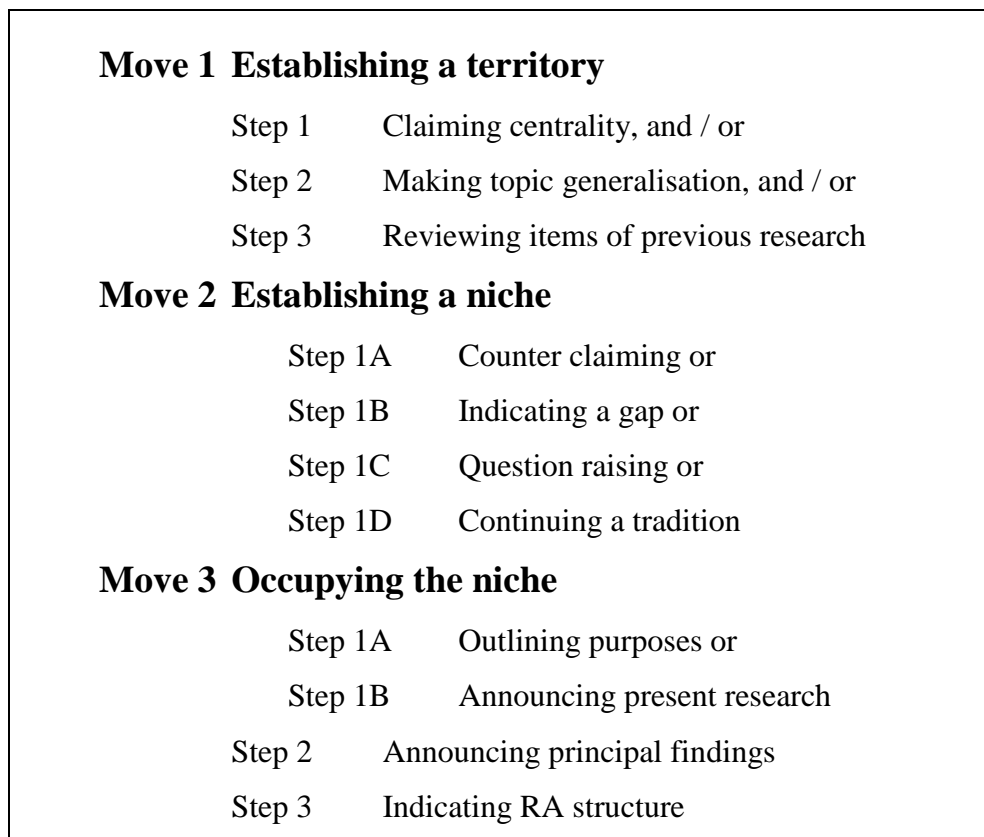 Move 1 Establishing a territory
Step 1 Claiming centrality, and / or
Step 2 Making topic generalisation, and / or
Step 3 Reviewing items of previous research
Move 2 Establishing a niche
Step 1A Counter claiming or
Step 1B Indicating a gap or
Step 1C Question raising or
Step 1D Continuing a tradition
Move 3 Occupying the niche
Step 1A Outlining purposes or
Step 1B Announcing present research
Step 2 Announcing principal findings
Step 3 Indicating RA structure